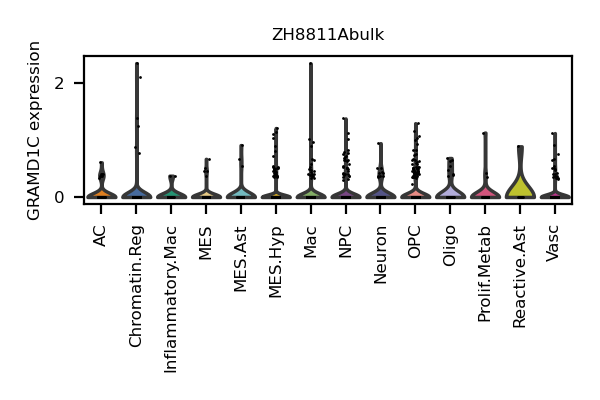 ZH8811Abulk
GRAMD1C expression
2
0
AC
Chromatin.Reg
Inflammatory.Mac
MES
MES.Ast
MES.Hyp
Mac
NPC
Neuron
OPC
Oligo
Prolif.Metab
Reactive.Ast
Vasc